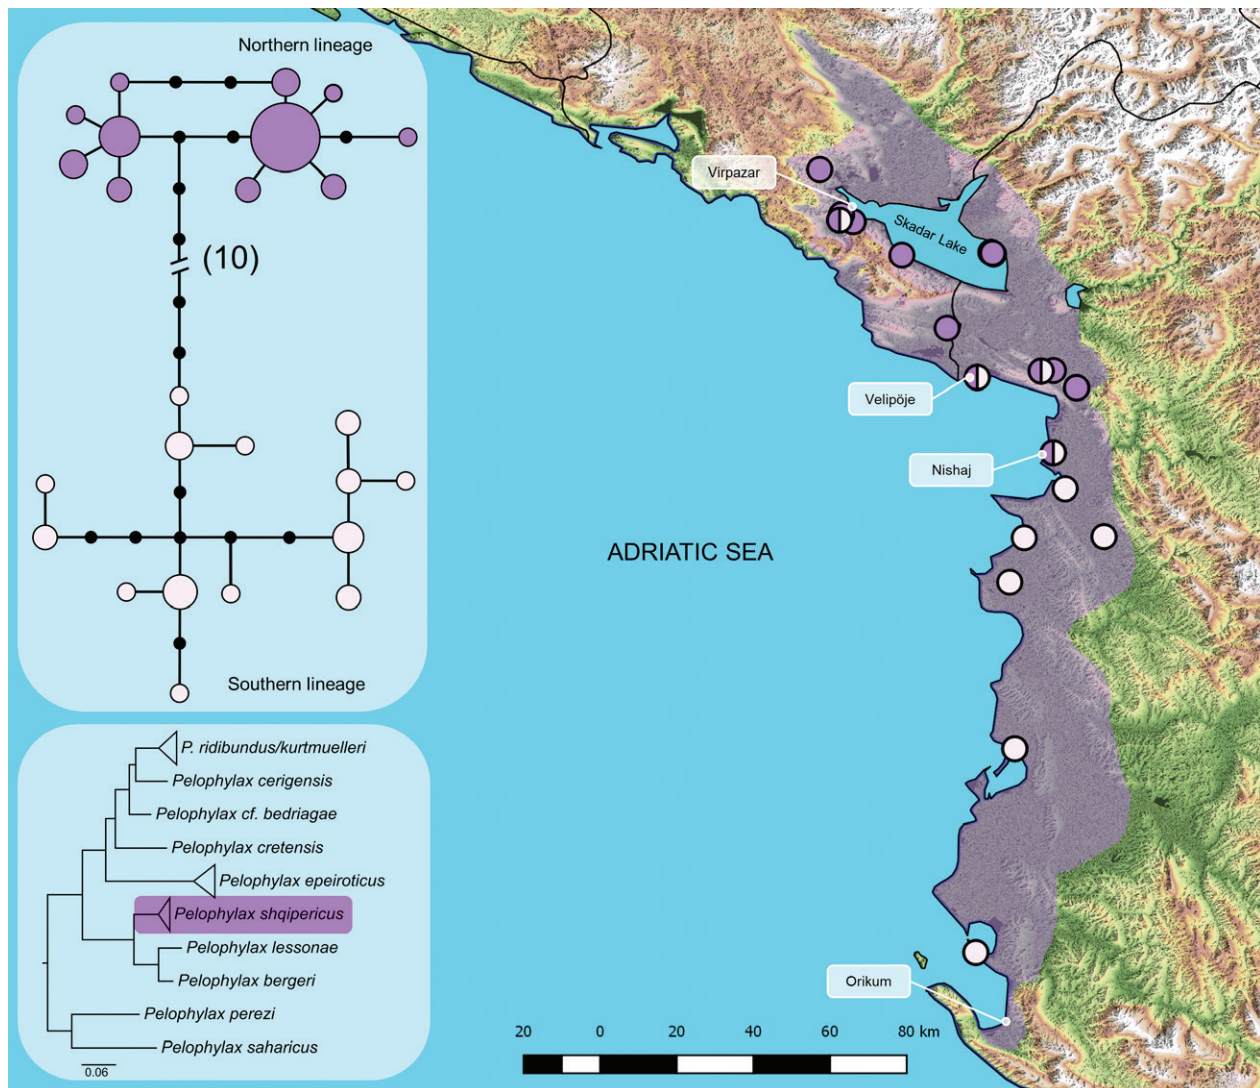 Northern lineage
(10)
Southern lineage
P. ridibundus/kurtmuelleri
Pelophylax cerigensis
Pelophylax cf. bedriagae
Pelophylax cretensis
Pelophylax epeiroticus
Pelophylax shqipericus
Pelophylax lessonae
Pelophylax bergeri
Pelophylax perezi
Pelophylax saharicus
0.06
Virpazar
Skadar Lake
Velipöje
Nishaj
ADRIATIC SEA
Orikum
20 0 20 40 60 80 km